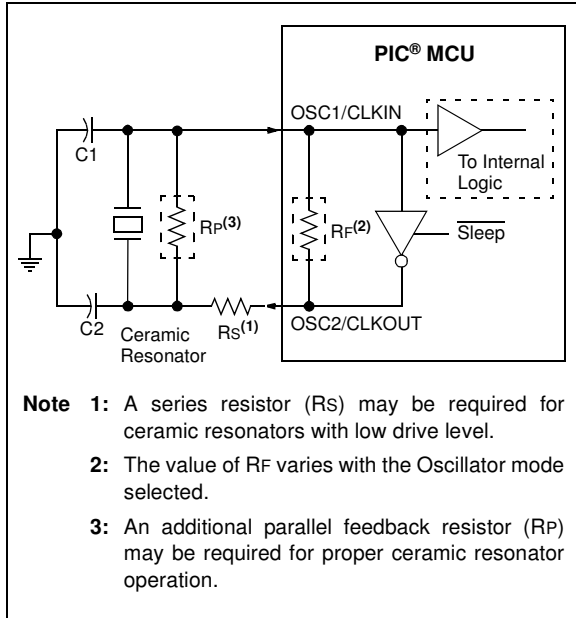 PIC® MCU
OSC1/CLKIN
C1
To Internal
Logic
RP(3)
RF(2)
Sleep
C2
Ceramic
Resonator
RS(1)
OSC2/CLKOUT
Note 1: A series resistor (RS) may be required for
ceramic resonators with low drive level.
2: The value of RF varies with the Oscillator mode
selected.
3: An additional parallel feedback resistor (RP)
may be required for proper ceramic resonator
operation.